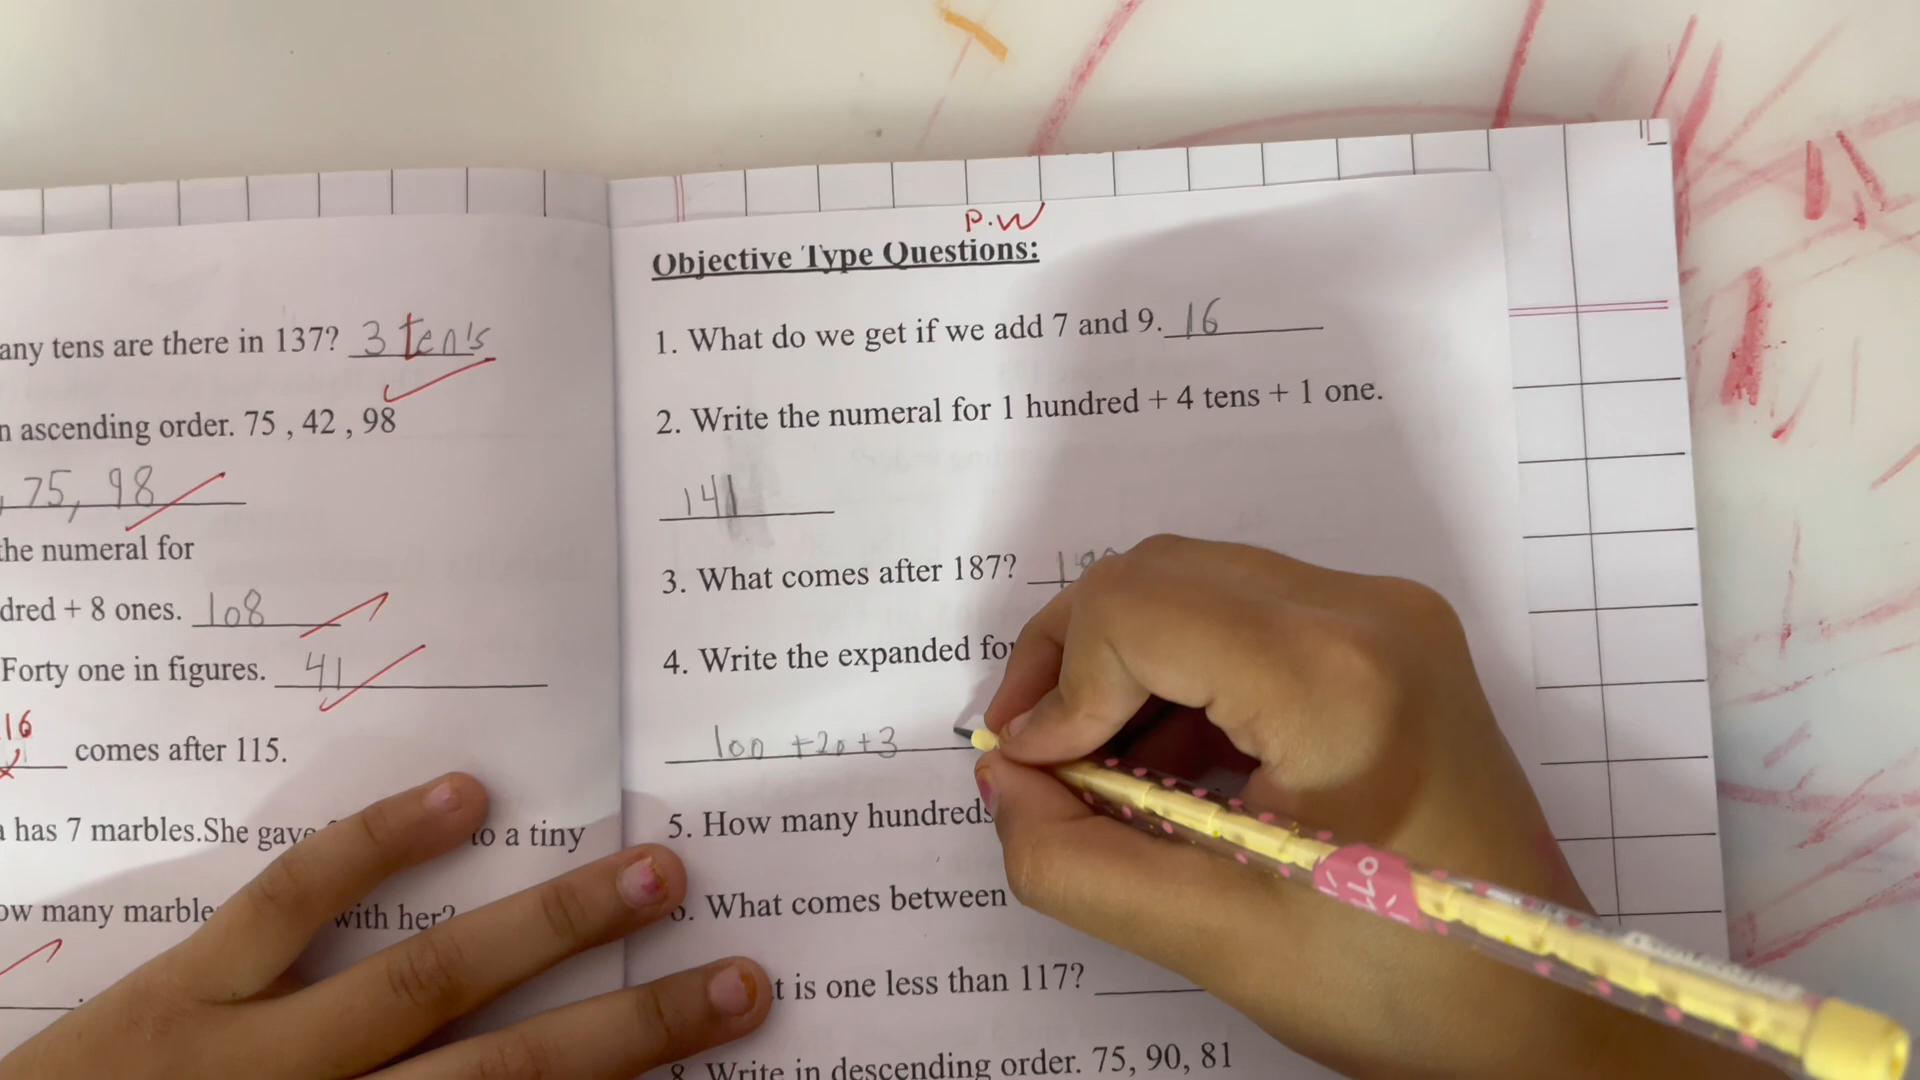 any tens are there in 137? 3 ten's
n ascending order. 75 , 42 , 98
, 75, 98
the numeral for
dred + 8 ones. 108
Forty one in figures. 41
16
comes after 115.
has 7 marbles.She gave to a tiny
ow many marble with her?
P.W
Objective Type Questions:
1. What do we get if we add 7 and 9. 16
2. Write the numeral for 1 hundred + 4 tens + 1 one.
141
3. What comes after 187?
4. Write the expanded
100 +20+3
5. How many hundreds
6. What comes between
t is one less than 117?
8. Write in descending order. 75, 90, 81